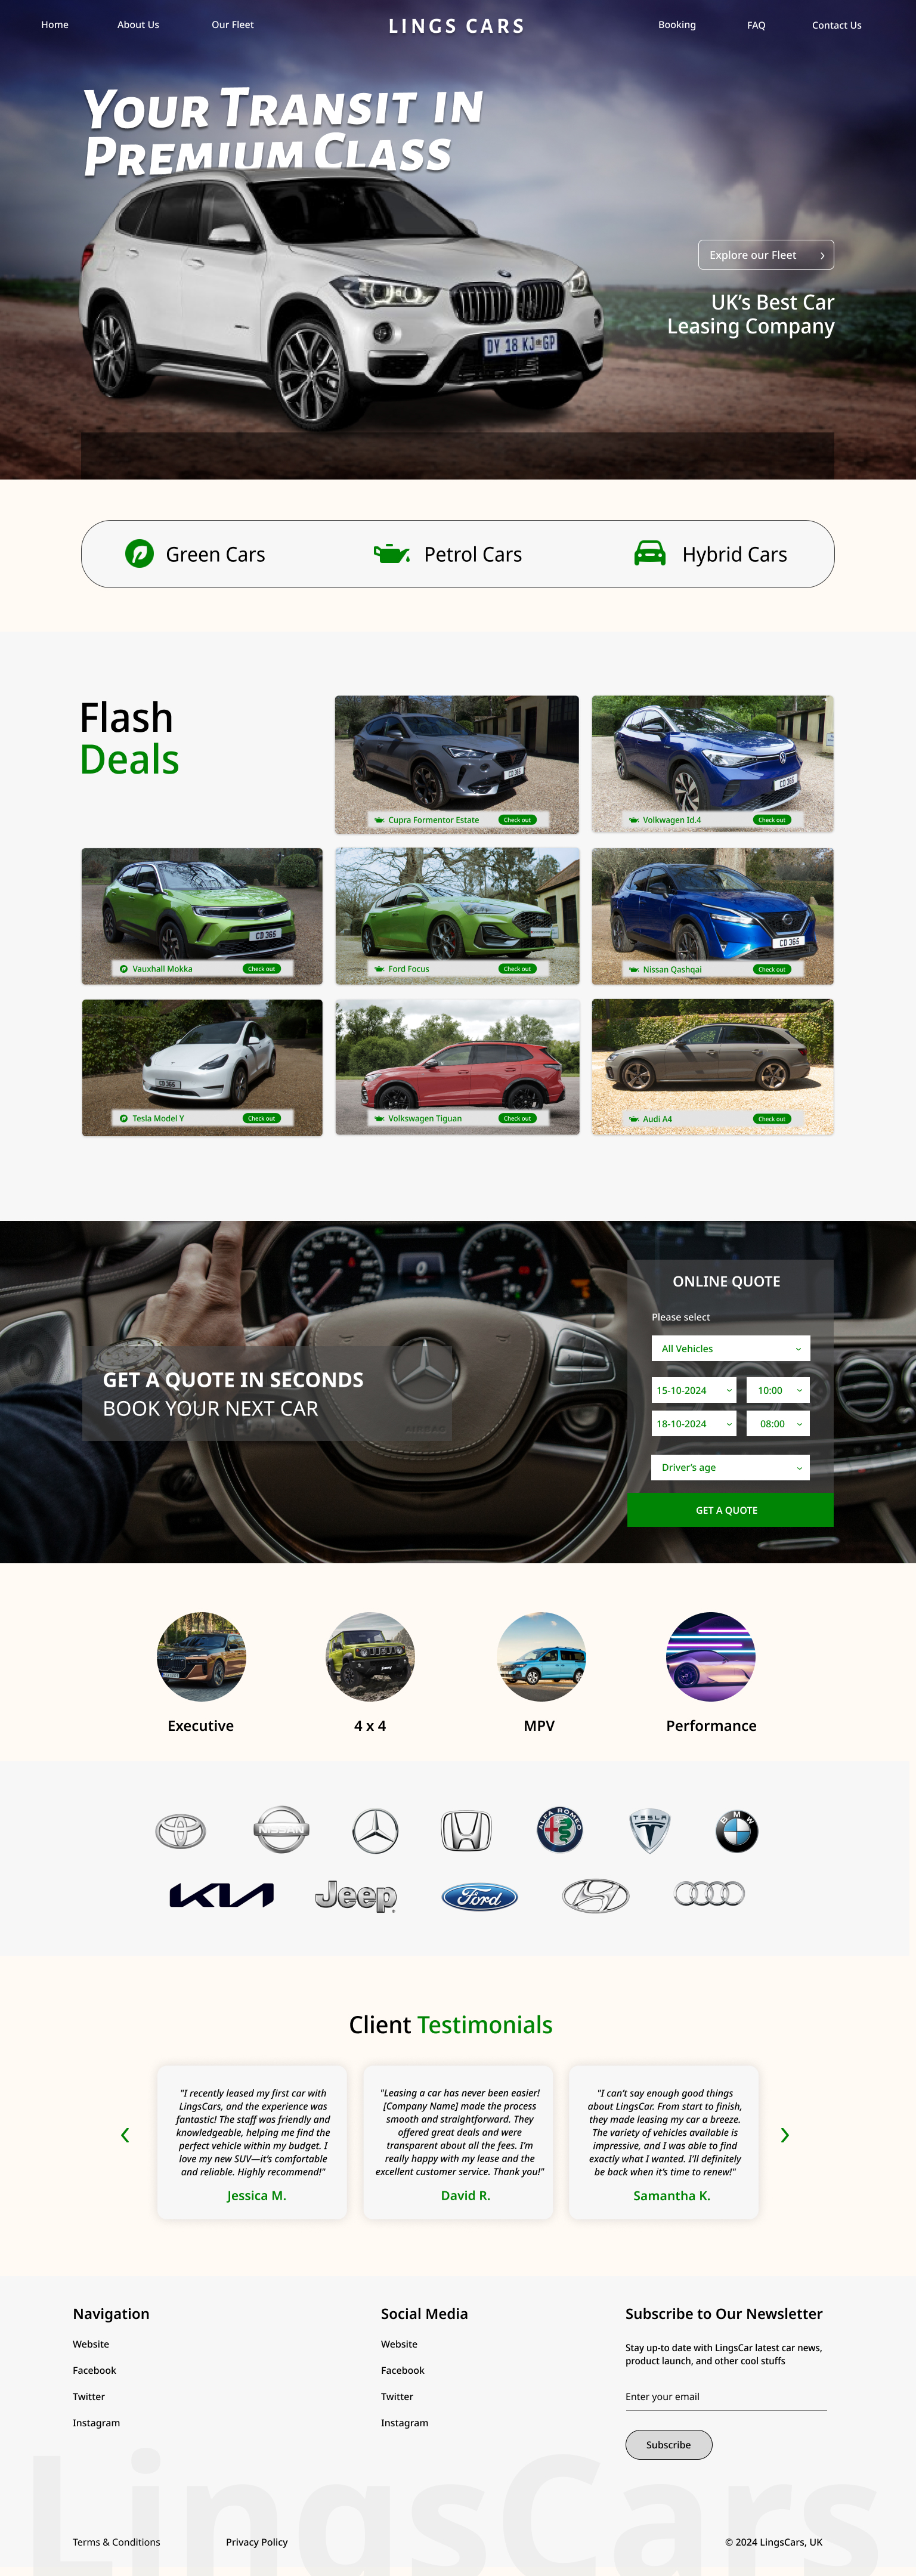 Home
About Us
Our Fleet
LINGS CARS
Booking
FAQ
Contact Us
Your Transit in
Premium Class
Explore our Fleet
UK's Best Car
Leasing Company
DY 18 KJ GP
Green Cars
Petrol Cars
Hybrid Cars
Flash
Deals
CD 365
Cupra Formentor Estate
Check out
CD 365
Volkwagen Id.4
Check out
CD 365
Vauxhall Mokka
Check out
Ford Focus
Check out
CD 365
Nissan Qashqai
Check out
CD 365
Tesla Model Y
Check out
Volkswagen Tiguan
Check out
Audi A4
Check out
0
GET A QUOTE IN SECONDS
BOOK YOUR NEXT CAR
AIRBAG
ONLINE QUOTE
Please select
All Vehicles
15-10-2024
10:00
18-10-2024
08:00
Driver's age
GET A QUOTE
Executive
4 x 4
MPV
Performance
NISSAN
ALFA ROMEO
TESLA
BMW
KIA
Jeep
Ford
Client Testimonials
"I recently leased my first car with
LingsCars, and the experience was
fantastic! The staff was friendly and
knowledgeable, helping me find the
perfect vehicle within my budget. I
love my new SUV—it's comfortable
and reliable. Highly recommend!"
Jessica M.
"Leasing a car has never been easier!
[Company Name] made the process
smooth and straightforward. They
offered great deals and were
transparent about all the fees. I'm
really happy with my lease and the
excellent customer service. Thank you!"
David R.
"I can't say enough good things
about LingsCar. From start to finish,
they made leasing my car a breeze.
The variety of vehicles available is
impressive, and I was able to find
exactly what I wanted. I'll definitely
be back when it's time to renew!"
Samantha K.
Navigation
Website
Facebook
Twitter
Instagram
Social Media
Website
Facebook
Twitter
Instagram
Subscribe to Our Newsletter
Stay up-to date with LingsCar latest car news,
product launch, and other cool stuffs
Enter your email
Subscribe
LingsCars
Terms & Conditions
Privacy Policy
© 2024 LingsCars, UK